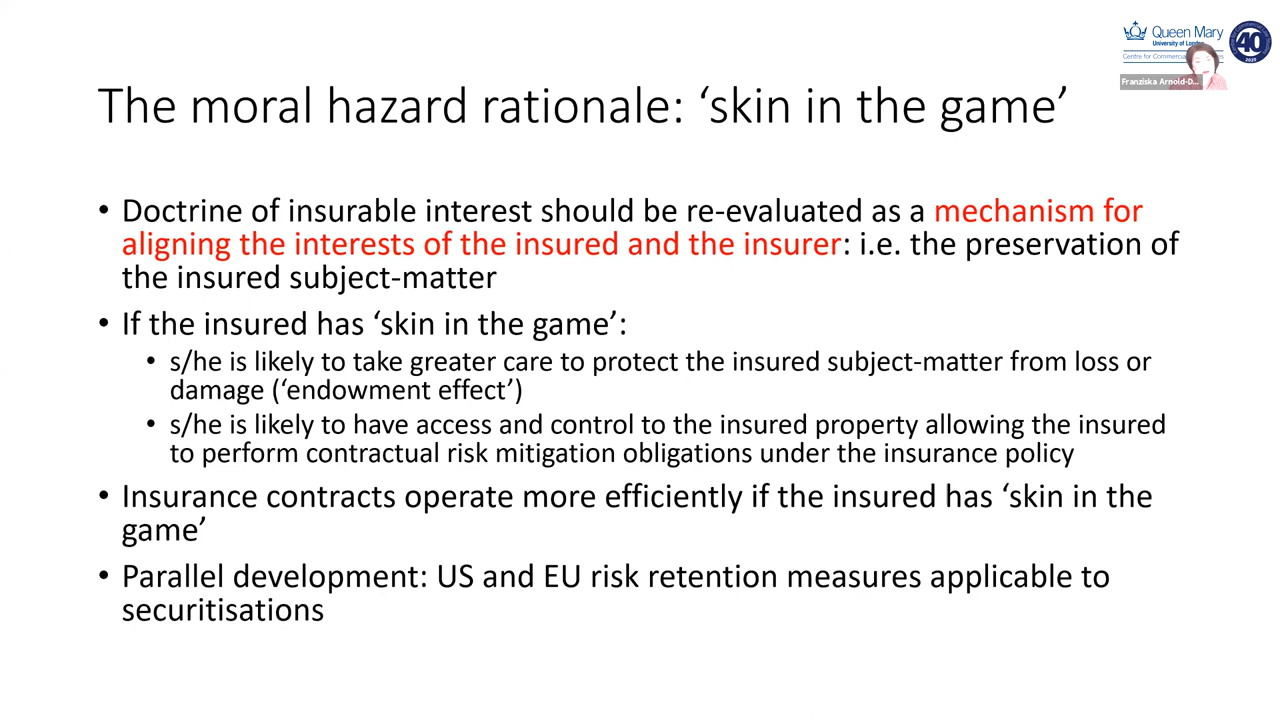 Queen Mary
University of London
Centre for Commercial
40
2020
Franziska Arnold-D...
The moral hazard rationale: ‘skin in the game’
• Doctrine of insurable interest should be re-evaluated as a mechanism for
aligning the interests of the insured and the insurer: i.e. the preservation of
the insured subject-matter
• If the insured has ‘skin in the game’:
• s/he is likely to take greater care to protect the insured subject-matter from loss or
damage (‘endowment effect’)
• s/he is likely to have access and control to the insured property allowing the insured
to perform contractual risk mitigation obligations under the insurance policy
• Insurance contracts operate more efficiently if the insured has ‘skin in the
game’
• Parallel development: US and EU risk retention measures applicable to
securitisations